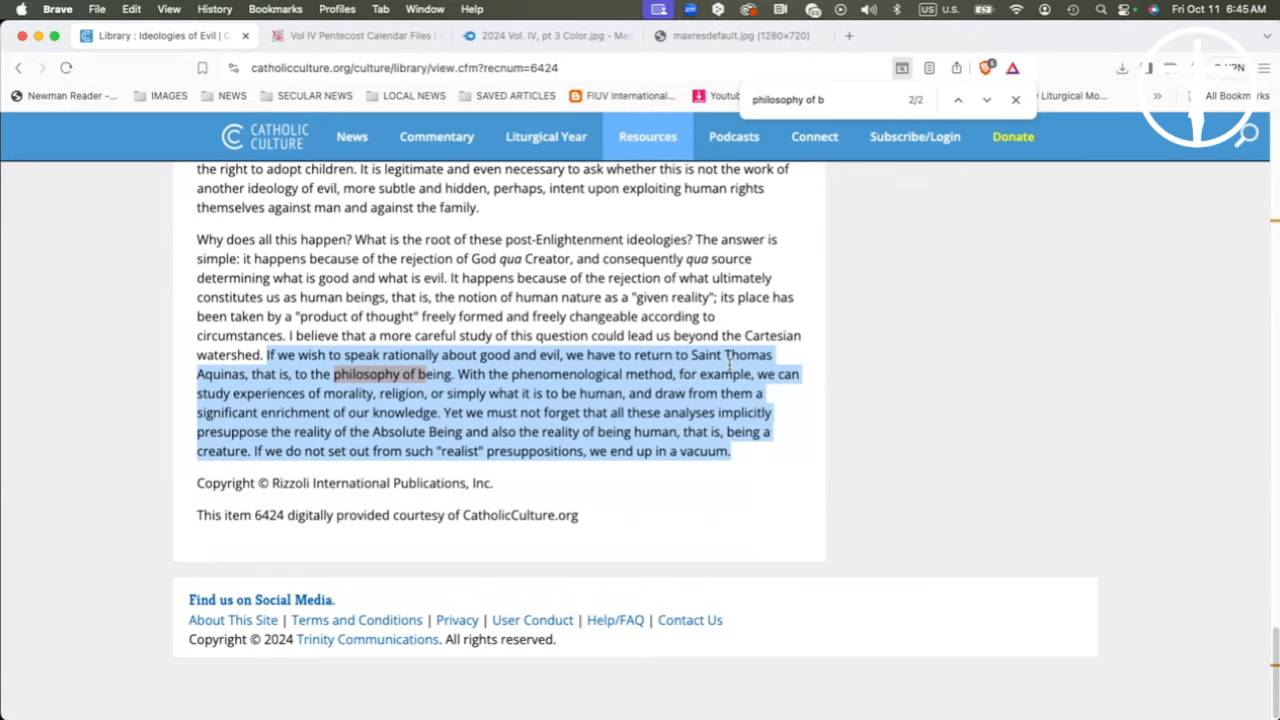 Brave File Edit View History Bookmarks Profiles Tab Window Help U.S. Fri Oct 11 6:45 AM
Library : Ideologies of Evil | C Vol IV Pentecost Calendar Files | 2024 Vol. IV, pt 3 Color.jpg - Med maxresdefault.jpg (1280×720)
catholicculture.org/culture/library/view.cfm?recnum=6424 VPN
Newman Reader -... IMAGES NEWS SECULAR NEWS LOCAL NEWS SAVED ARTICLES FIUV International... Youtub Liturgical Mo... All Bookmarks
philosophy of b 2/2
CATHOLIC CULTURE News Commentary Liturgical Year Resources Podcasts Connect Subscribe/Login Donate
the right to adopt children. It is legitimate and even necessary to ask whether this is not the work of
another ideology of evil, more subtle and hidden, perhaps, intent upon exploiting human rights
themselves against man and against the family.
Why does all this happen? What is the root of these post-Enlightenment ideologies? The answer is
simple: it happens because of the rejection of God qua Creator, and consequently qua source
determining what is good and what is evil. It happens because of the rejection of what ultimately
constitutes us as human beings, that is, the notion of human nature as a "given reality"; its place has
been taken by a "product of thought" freely formed and freely changeable according to
circumstances. I believe that a more careful study of this question could lead us beyond the Cartesian
watershed. If we wish to speak rationally about good and evil, we have to return to Saint Thomas
Aquinas, that is, to the philosophy of being. With the phenomenological method, for example, we can
study experiences of morality, religion, or simply what it is to be human, and draw from them a
significant enrichment of our knowledge. Yet we must not forget that all these analyses implicitly
presuppose the reality of the Absolute Being and also the reality of being human, that is, being a
creature. If we do not set out from such "realist" presuppositions, we end up in a vacuum.
Copyright © Rizzoli International Publications, Inc.
This item 6424 digitally provided courtesy of CatholicCulture.org
Find us on Social Media.
About This Site | Terms and Conditions | Privacy | User Conduct | Help/FAQ | Contact Us
Copyright © 2024 Trinity Communications. All rights reserved.